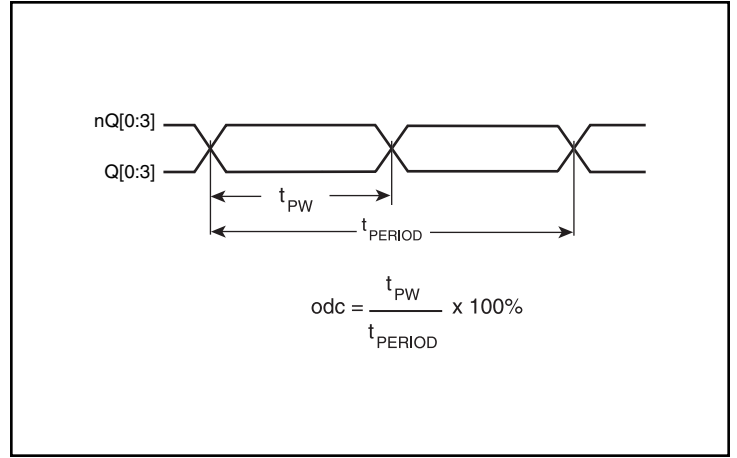 nQ[0:3]
Q[0:3]
tPW
tPERIOD
tPW
odc = x 100%
tPERIOD